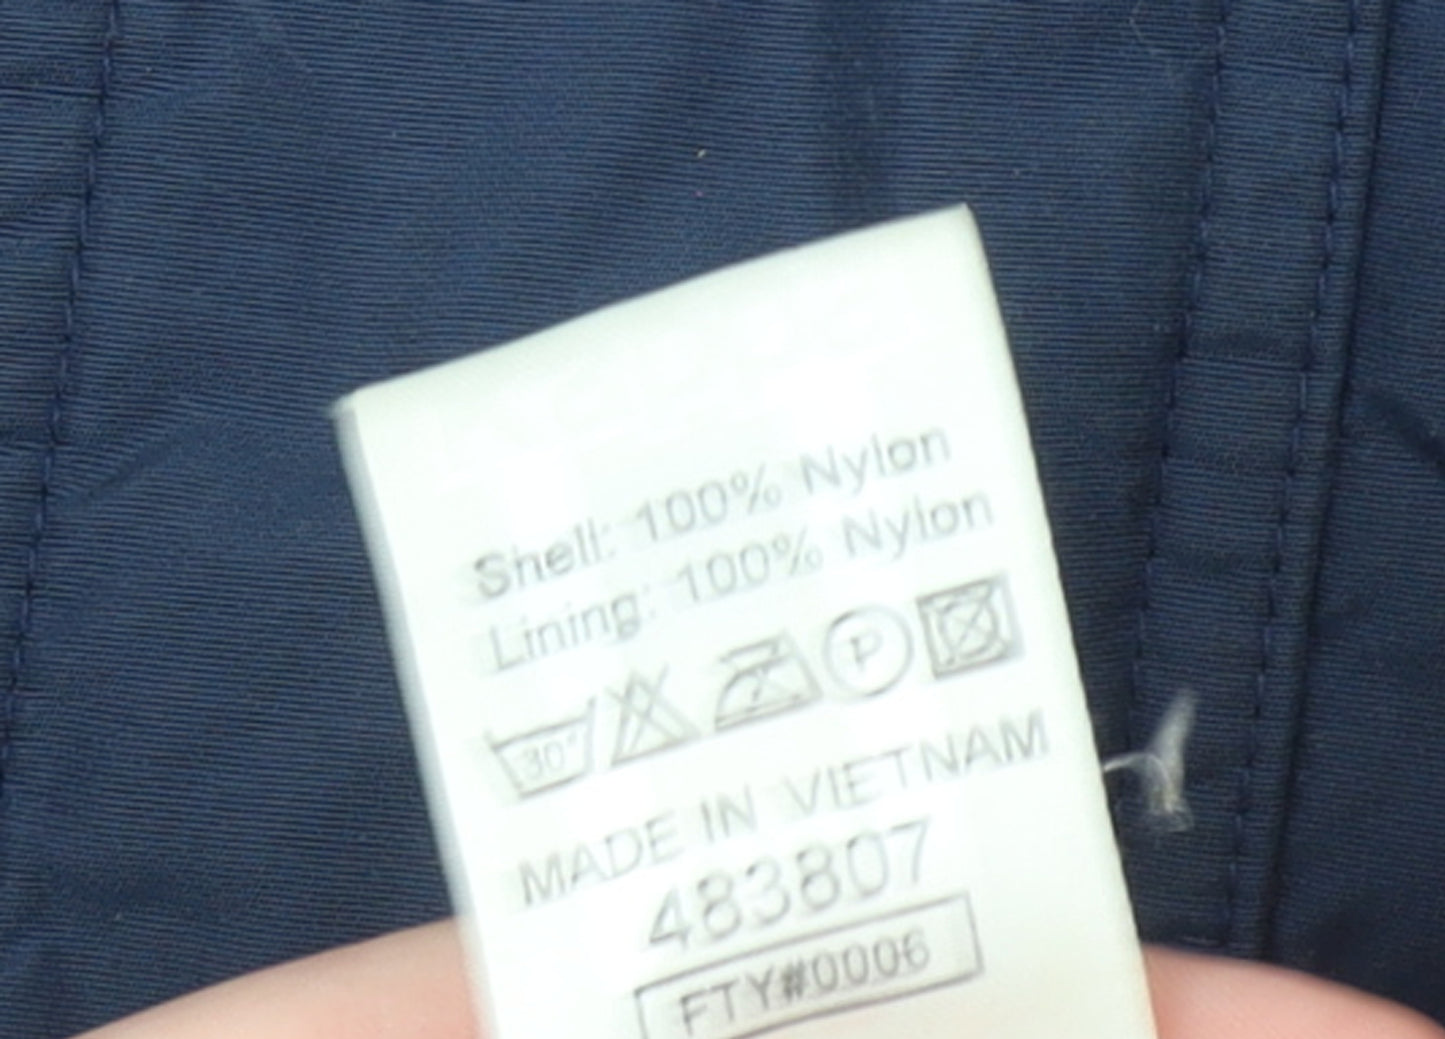 Shell: 100% Nylon
Lining: 100% Nylon
30° P
MADE IN VIETNAM
483807
FTY#0006